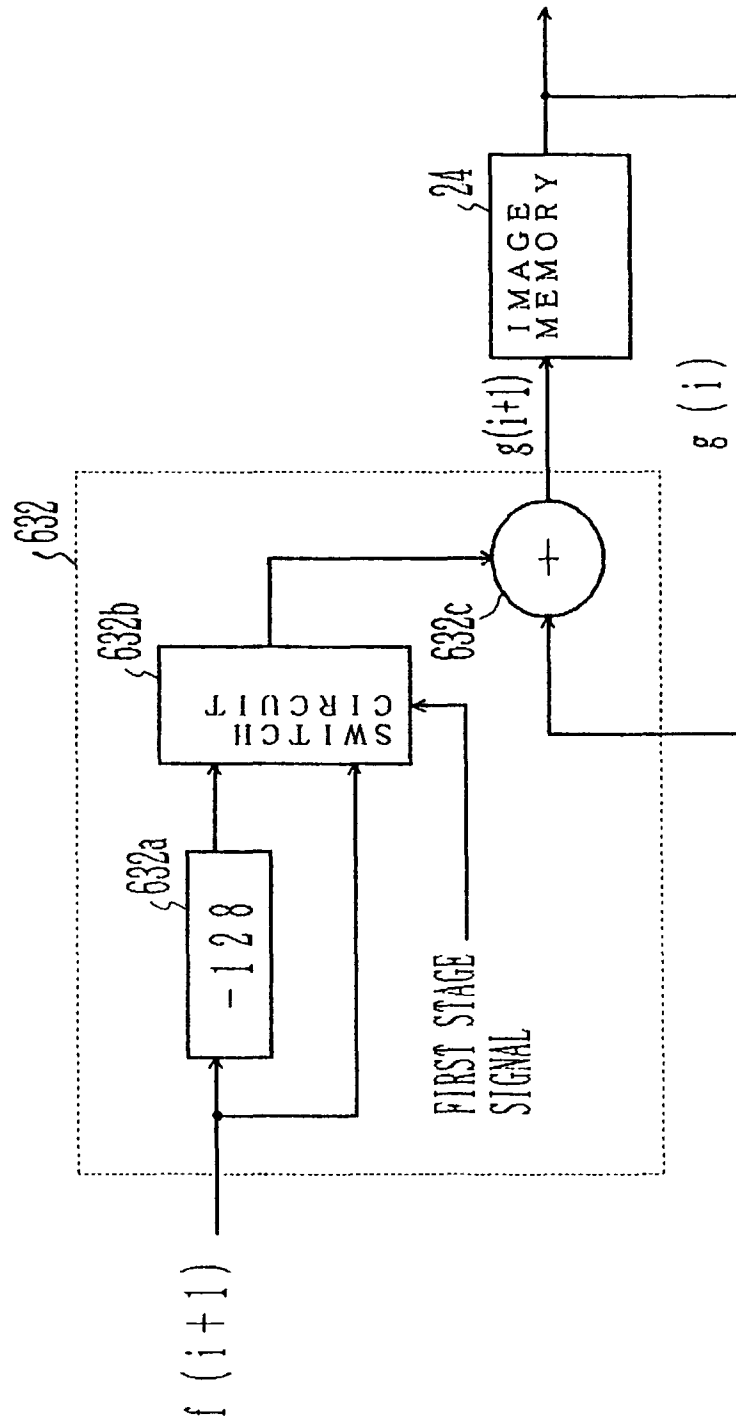 f (i+1)
632
632a
-128
632b
SWITCH
CIRCUIT
FIRST STAGE
SIGNAL
632c
+
g(i+1)
24
IMAGE
MEMORY
g (i)